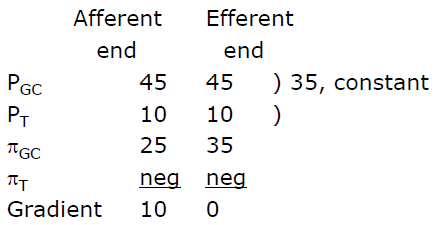 Afferent Efferent
end end
PGC 45 45 ) 35, constant
PT 10 10 )
πGC 25 35
πT neg neg
Gradient 10 0